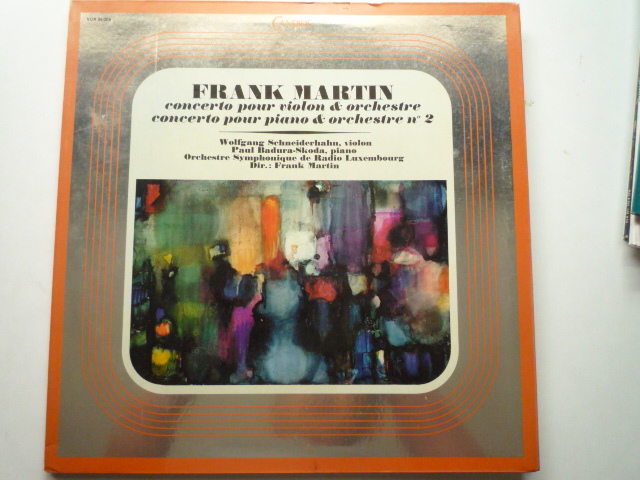 FRANK MARTIN
concerto pour violon & orchestre
concerto pour piano & orchestre n° 2
Wolfgang Schneiderhahn, violon
Paul Badura-Skoda, piano
Orchestre Symphonique de Radio Luxembourg
Dir.: Frank Martin